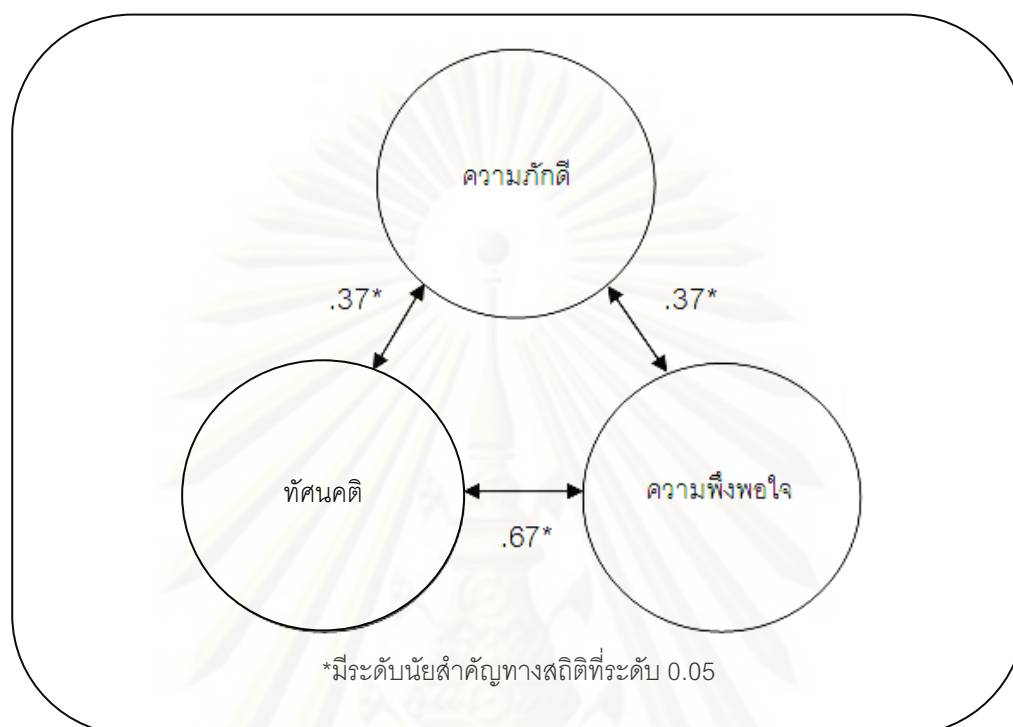 ความภักดี
.37* .37*
ทัศนคติ ความพึงพอใจ
.67*
*มีระดับนัยสำคัญทางสถิติที่ระดับ 0.05